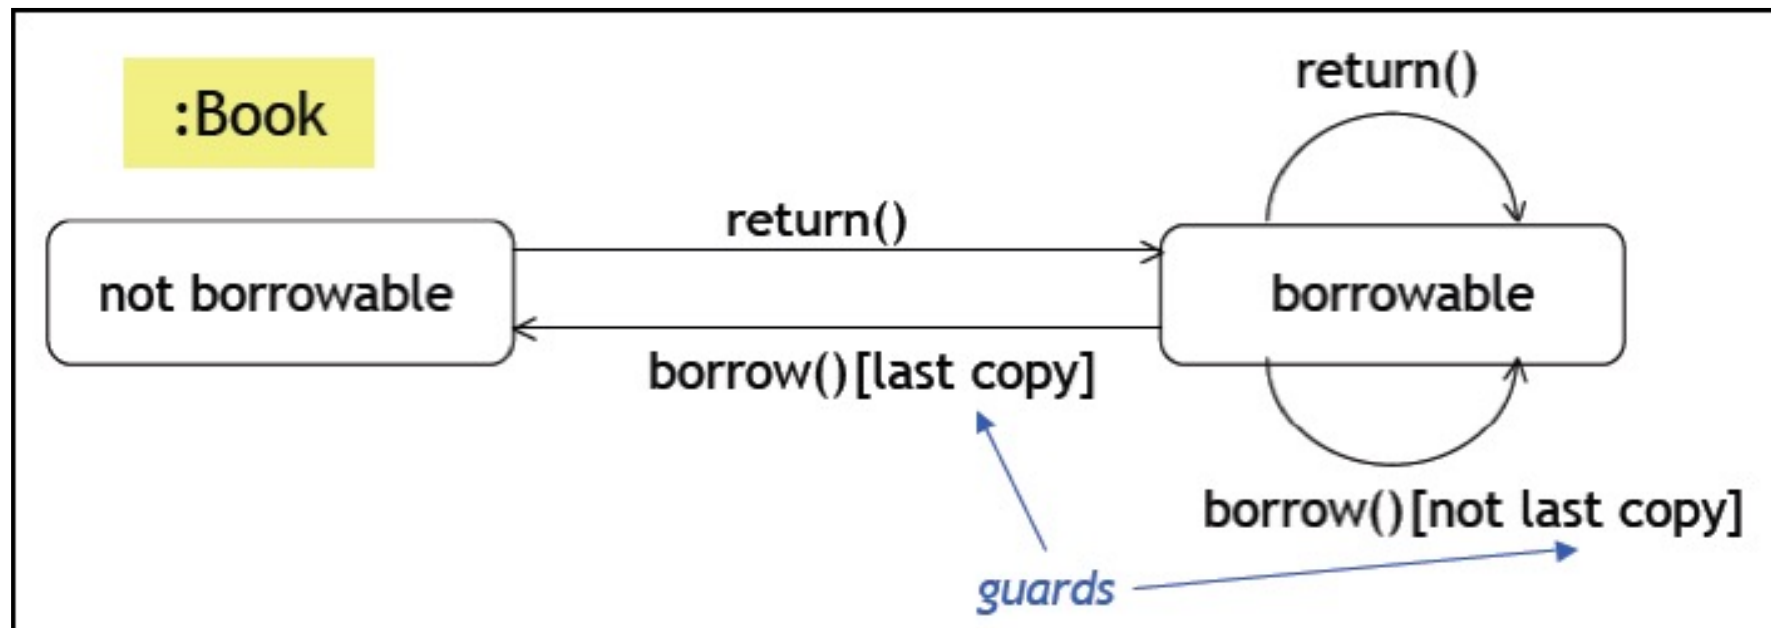 :Book
return()
return()
not borrowable
borrowable
borrow()[last copy]
borrow()[not last copy]
guards